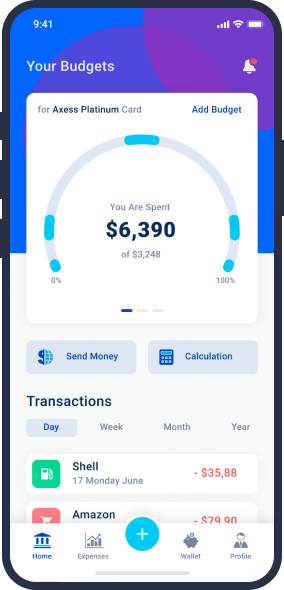 9:41
Your Budgets
for Axess Platinum Card Add Budget
You Are Spent
$6,390
of $3,248
0% 100%
Send Money Calculation
Transactions
Day Week Month Year
Shell - $35,88
17 Monday June
Amazon - $79,90
Home Expenses Wallet Profile